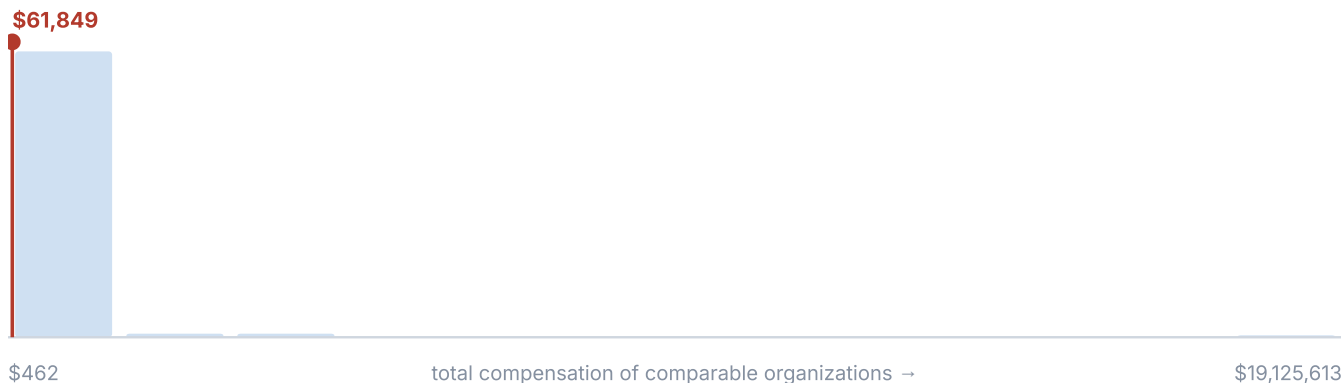 $61,849
$462 total compensation of comparable organizations → $19,125,613